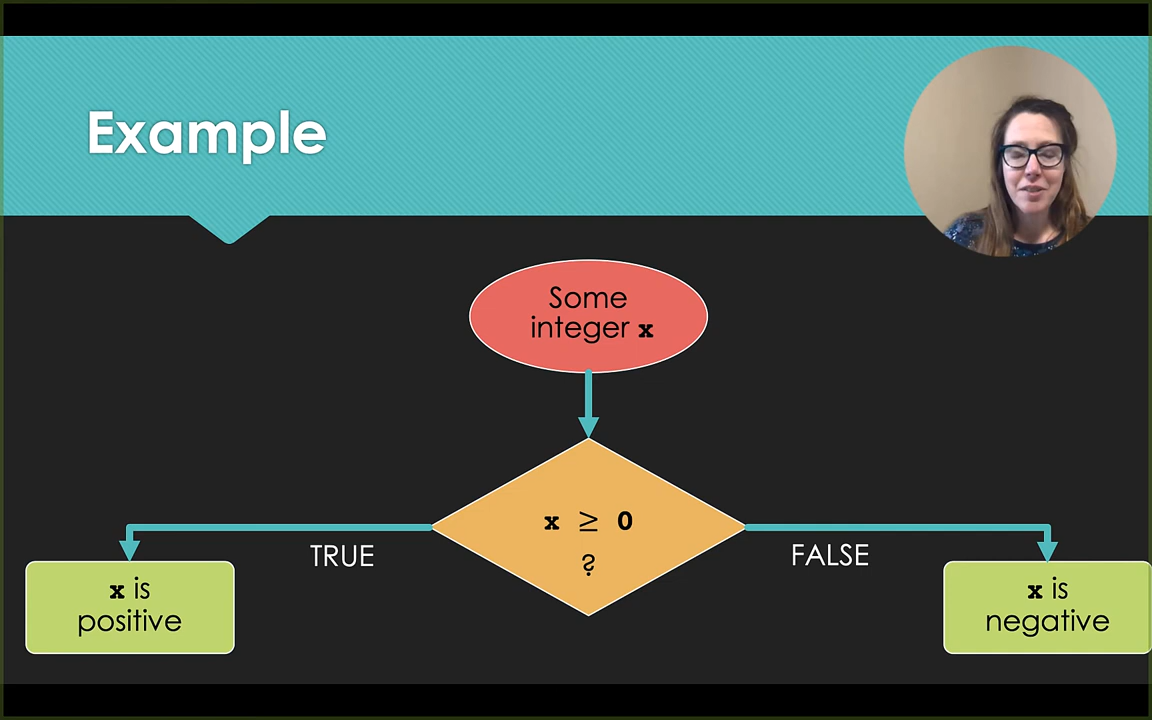 Example
Some
integer x
x ≥ 0
?
TRUE
FALSE
x is
positive
x is
negative